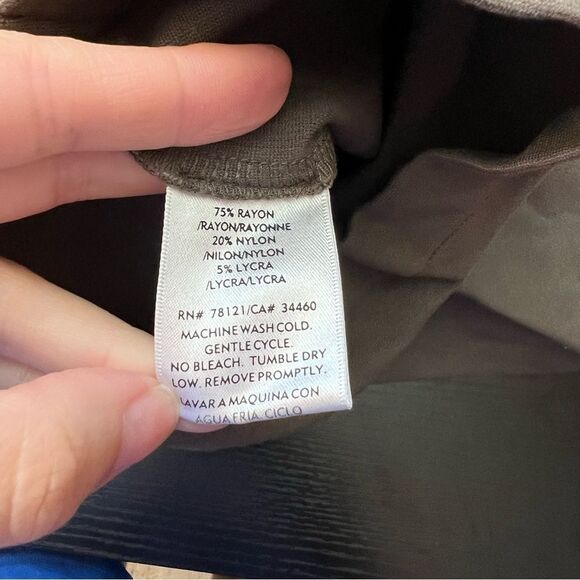 75% RAYON
/RAYON/RAYONNE
20% NYLON
/NILON/NYLON
5% LYCRA
/LYCRA/LYCRA
RN# 78121/CA# 34460
MACHINE WASH COLD.
GENTLE CYCLE.
NO BLEACH. TUMBLE DRY
LOW. REMOVE PROMPTLY.
LAVAR A MAQUINA CON
AGUA FRIA. CICLO